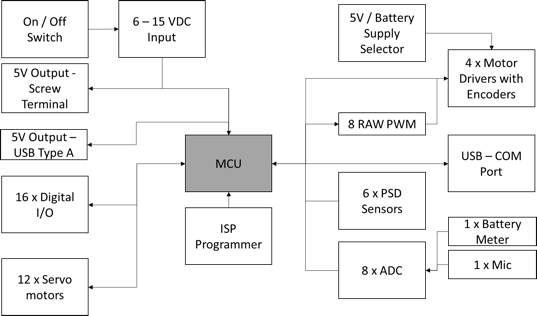 On / Off
Switch
6 – 15 VDC
Input
5V / Battery
Supply
Selector
5V Output -
Screw
Terminal
4 x Motor
Drivers with
Encoders
8 RAW PWM
5V Output –
USB Type A
MCU
USB – COM
Port
16 x Digital
I/O
6 x PSD
Sensors
ISP
Programmer
1 x Battery
Meter
8 x ADC
1 x Mic
12 x Servo
motors